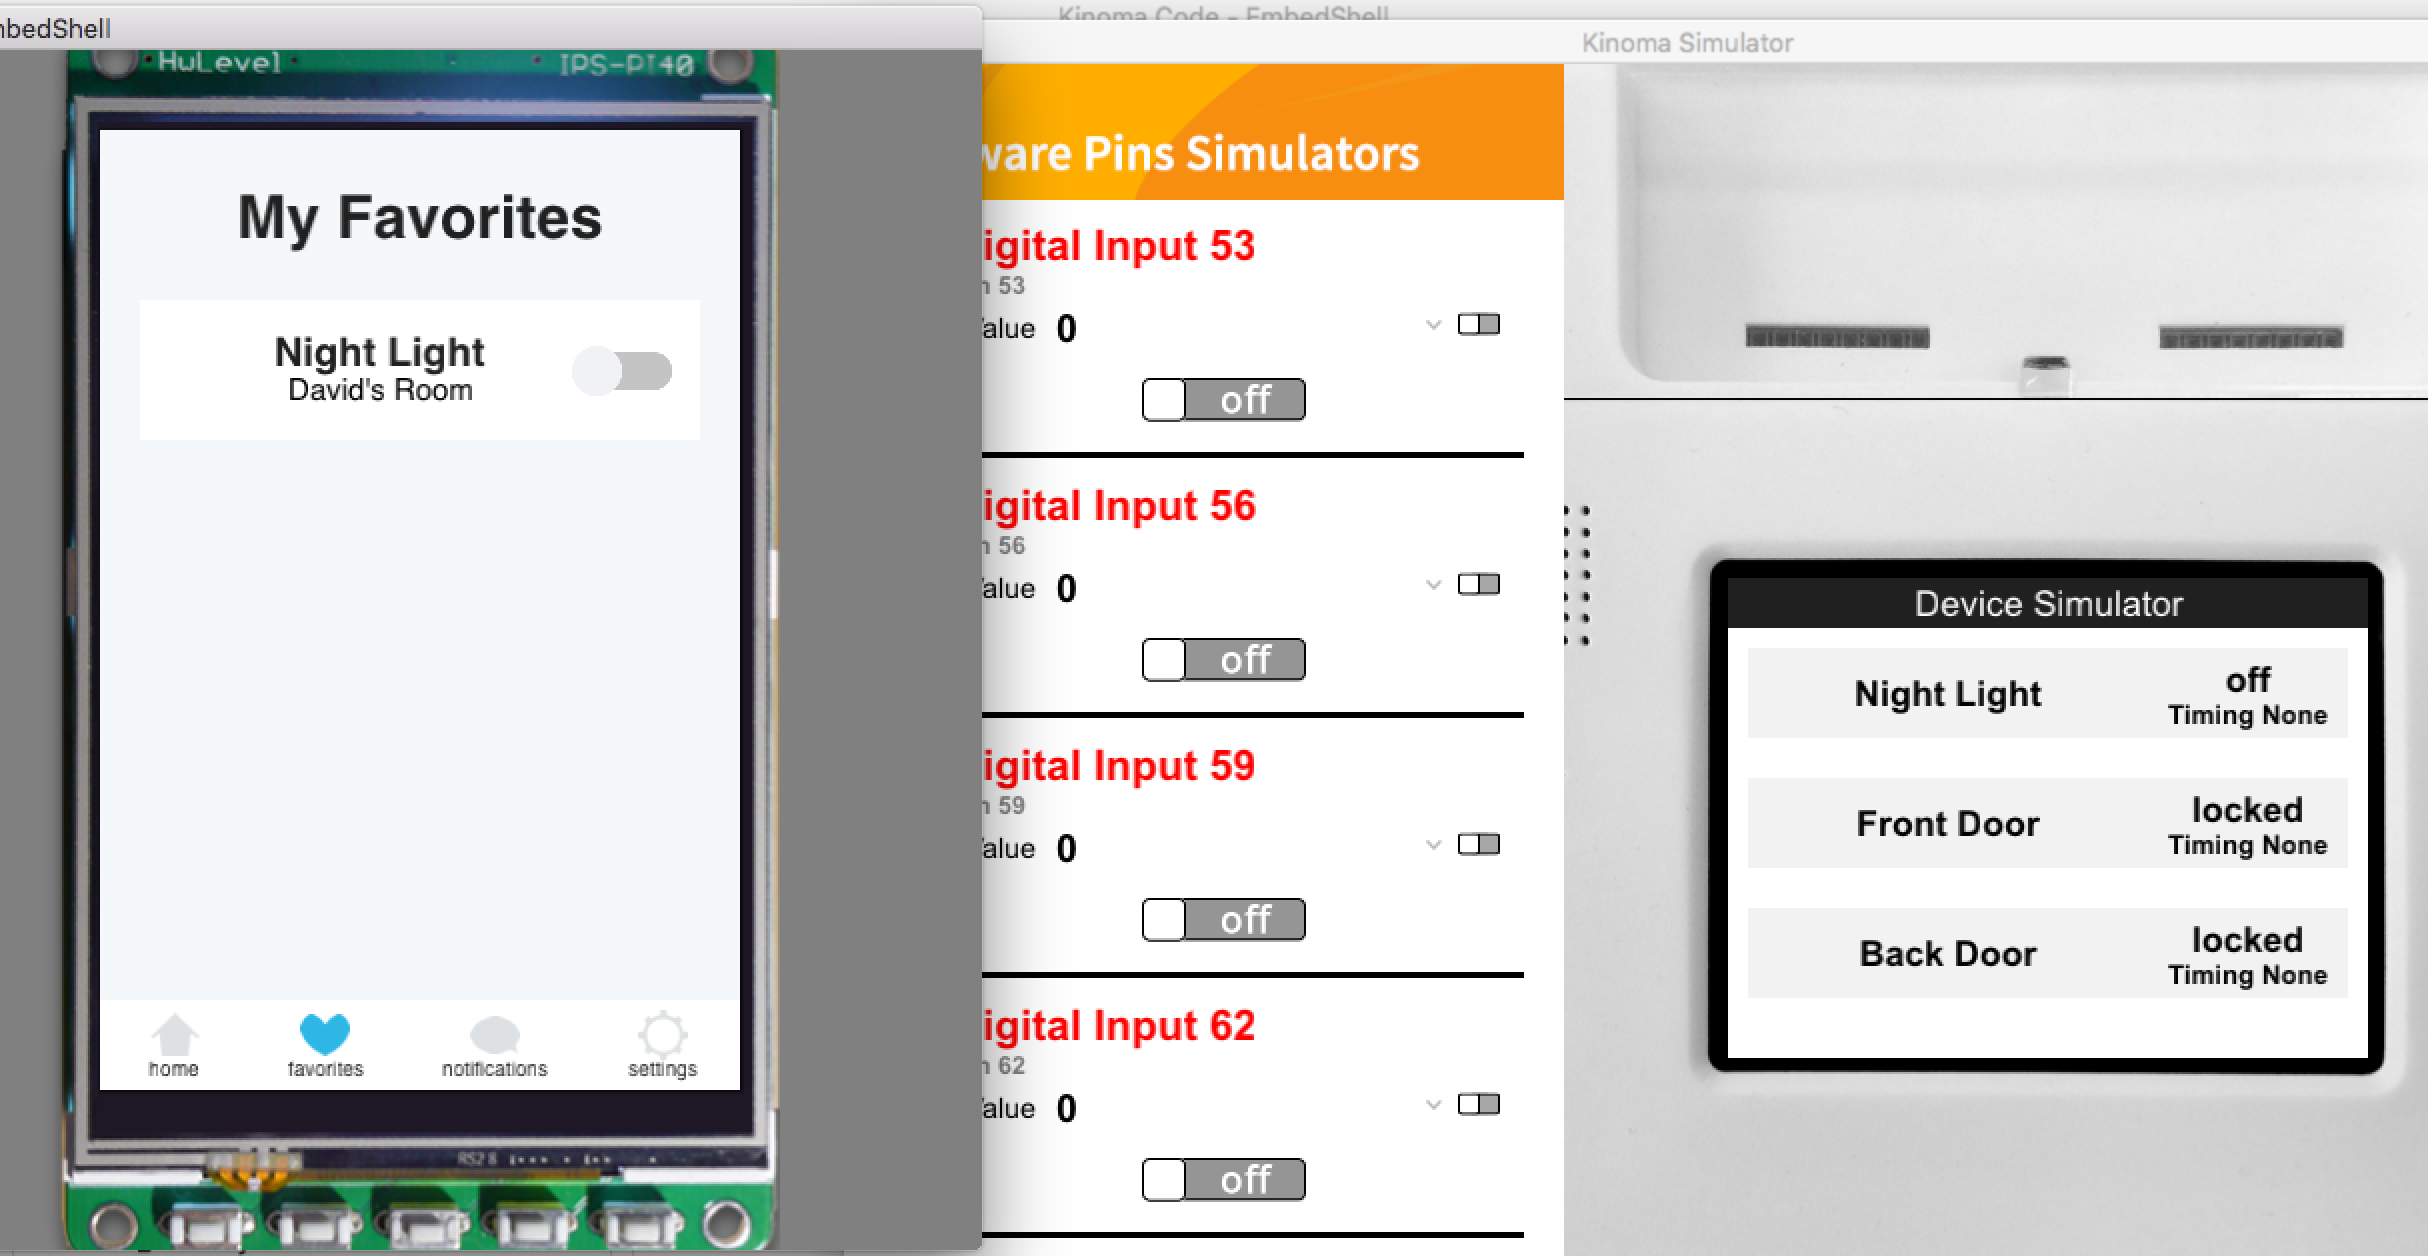 Kinoma Code - EmbedShell
mbedShell
Kinoma Simulator
HwLevel
IPS-PI40
My Favorites
Night Light
David's Room
home
favorites
notifications
settings
ware Pins Simulators
igital Input 53
n 53
alue 0
off
igital Input 56
n 56
alue 0
off
igital Input 59
n 59
alue 0
off
igital Input 62
n 62
alue 0
off
Device Simulator
Night Light
off
Timing None
Front Door
locked
Timing None
Back Door
locked
Timing None